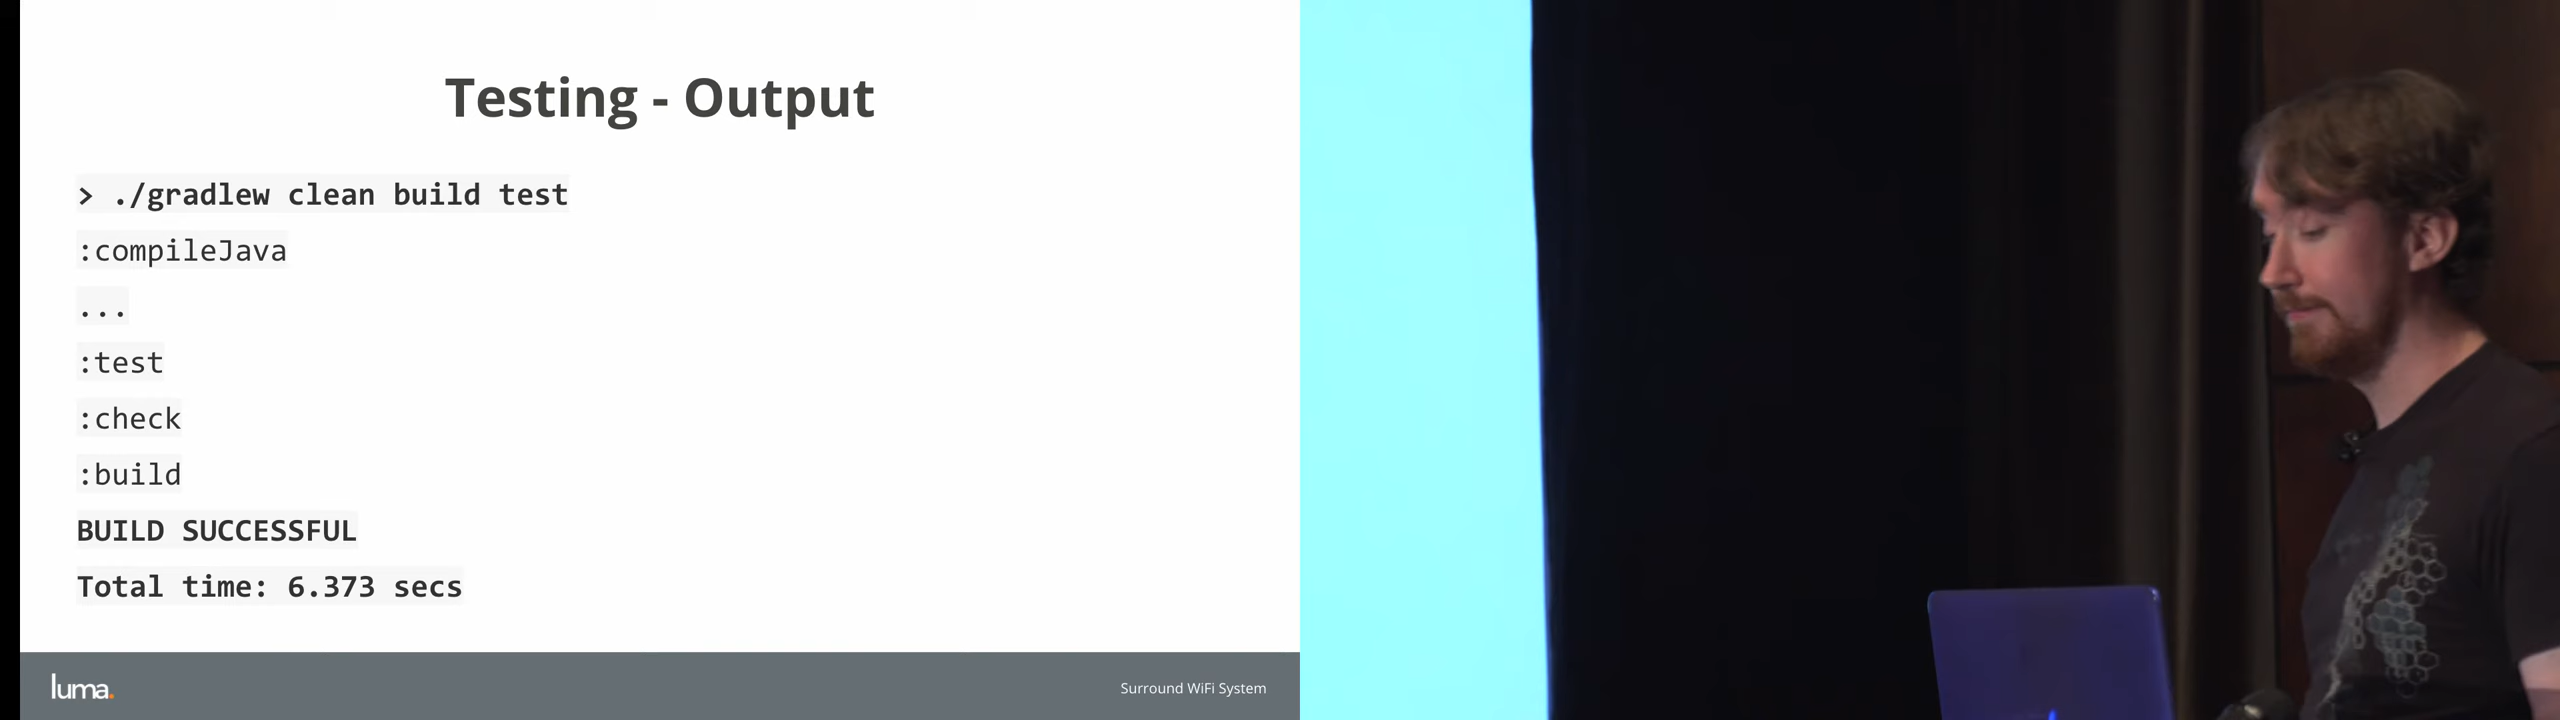 Testing - Output
> ./gradlew clean build test
:compileJava
...
:test
:check
:build
BUILD SUCCESSFUL
Total time: 6.373 secs
luma.
Surround WiFi System